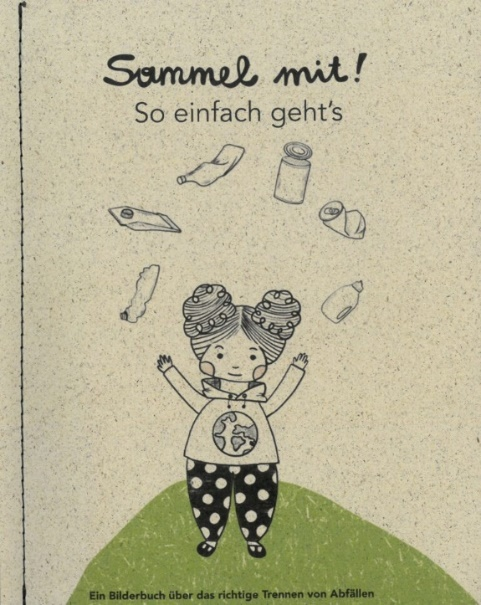 Sammel mit!
So einfach geht's
Ein Bilderbuch über das richtige Trennen von Abfällen